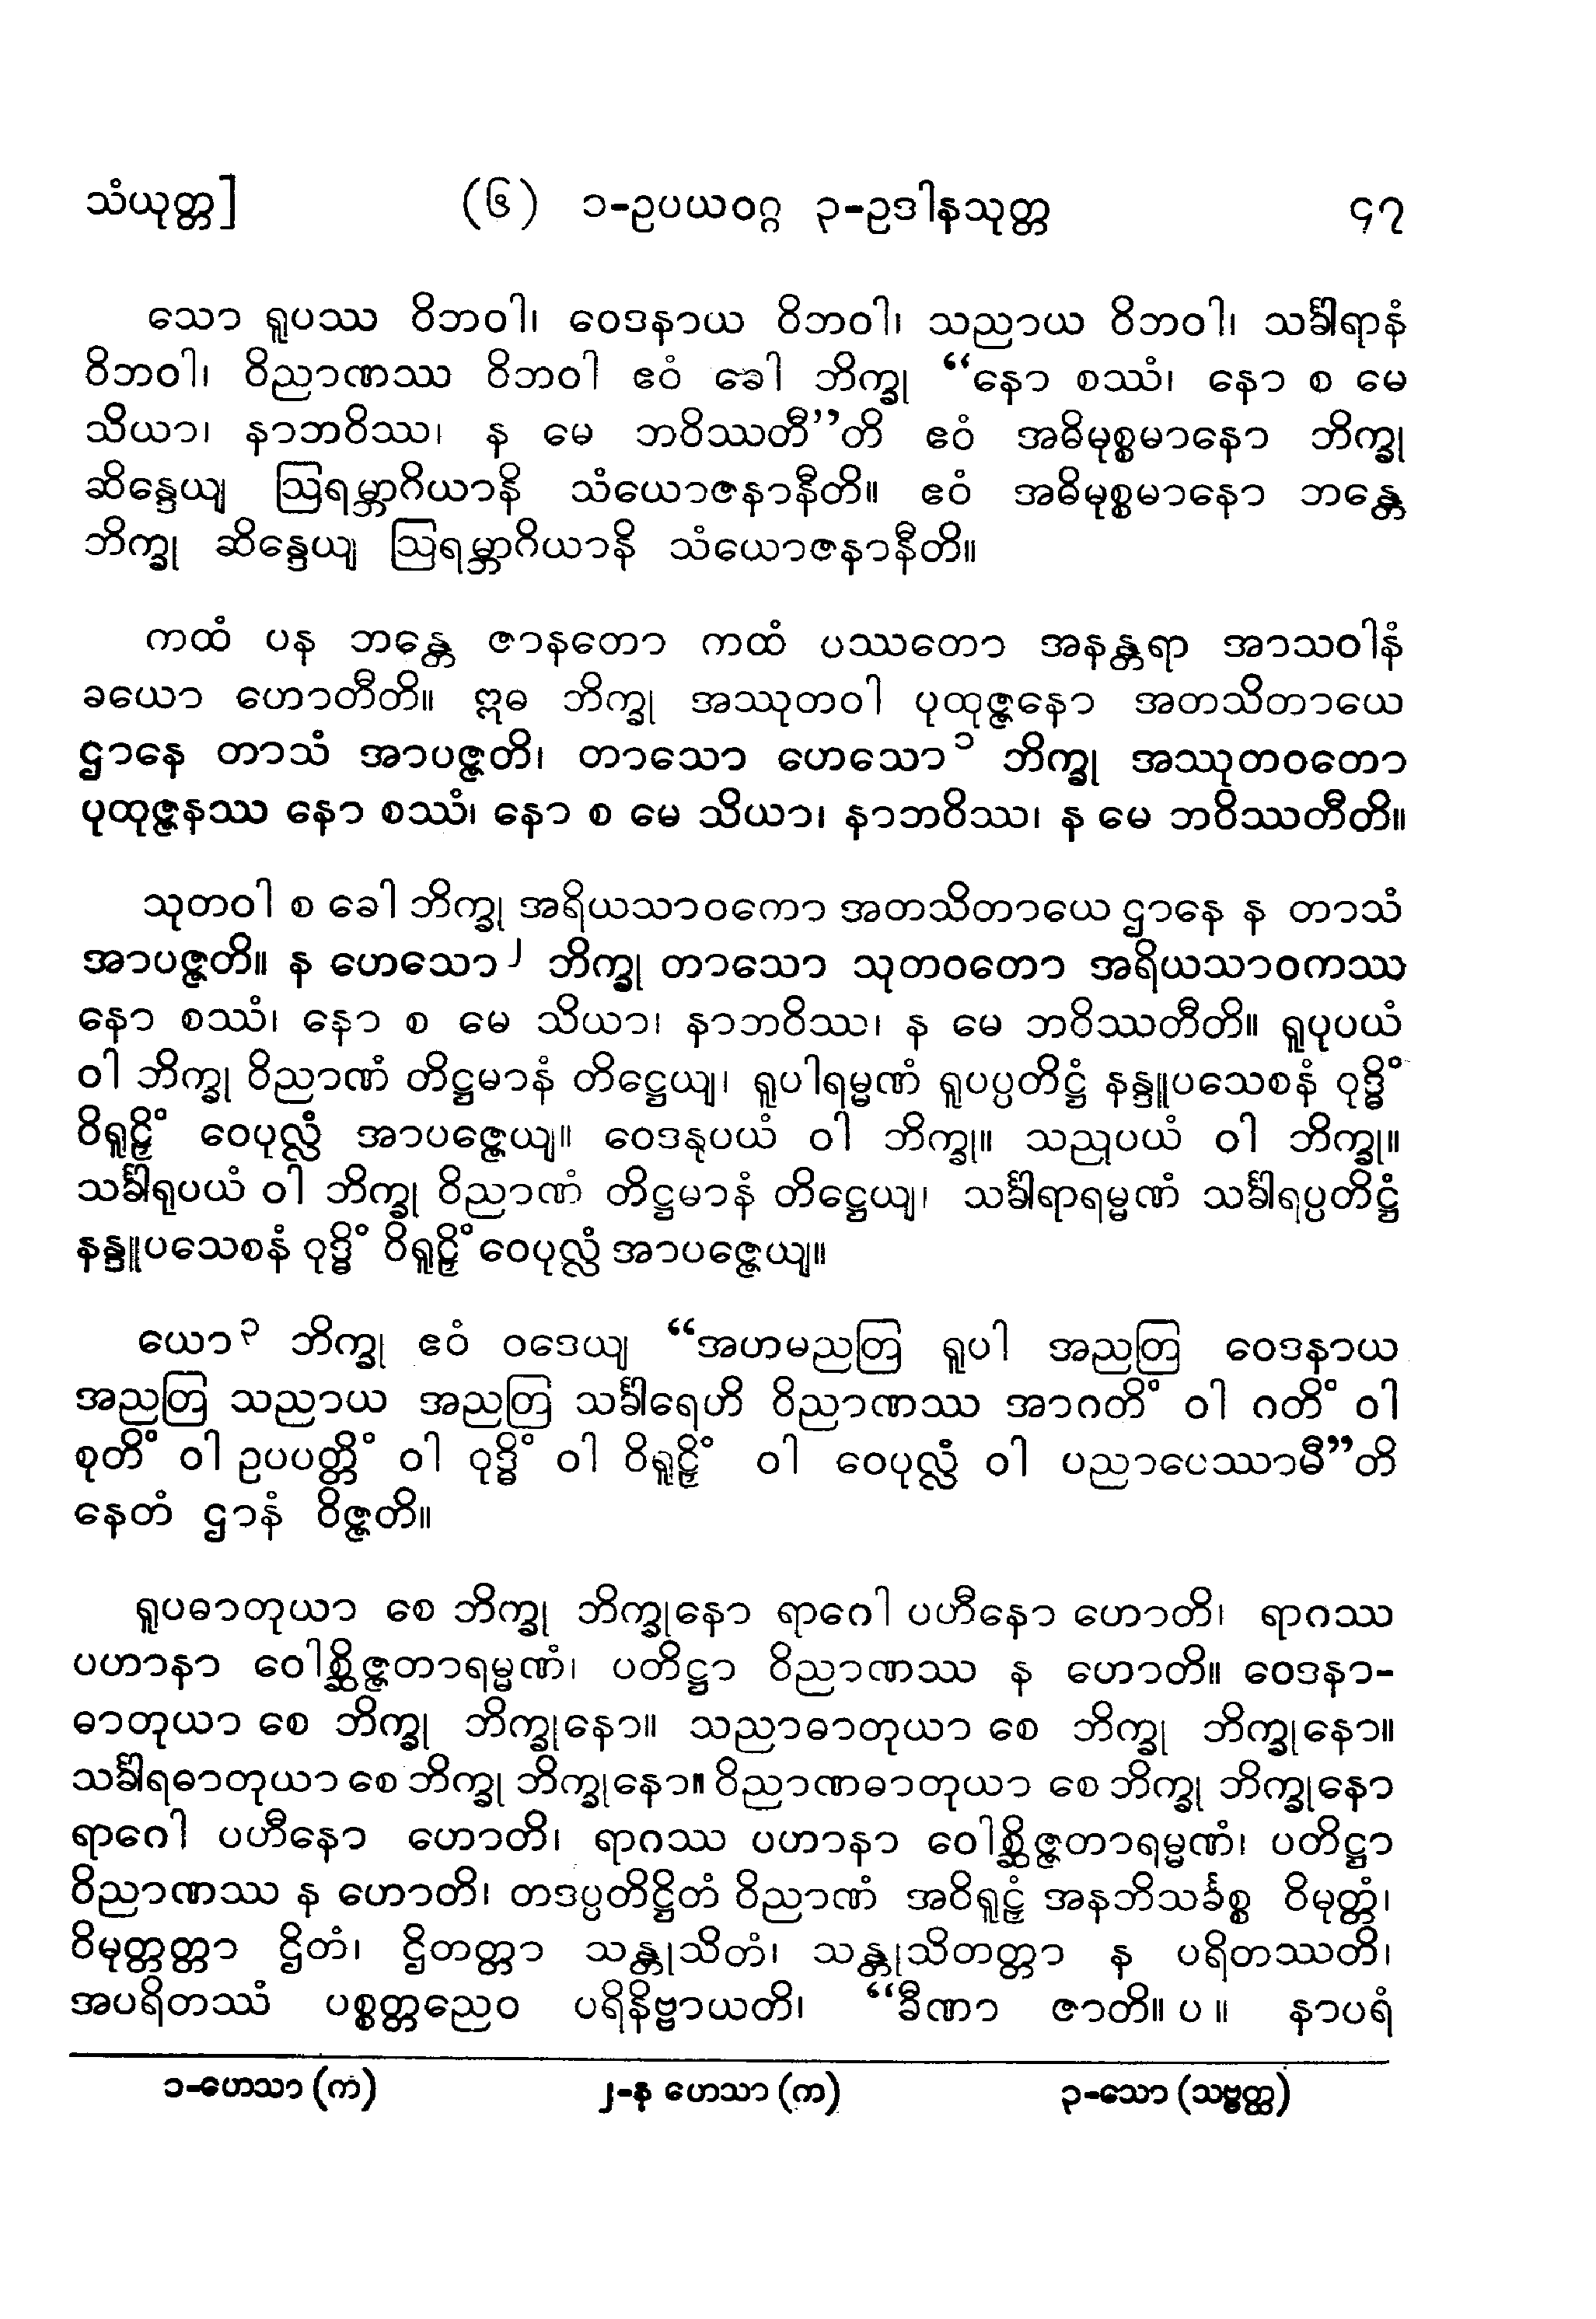 သံယုတ္တ] (၆) ၁-ဥပယဝဂ္ဂ ၃-ဥဒါနသုတ္တ ၄၇
သော ရူပဿ ဝိဘဝါ၊ ဝေဒနာယ ဝိဘဝါ၊ သညာယ ဝိဘဝါ၊ သင်္ခါရာနံ
ဝိဘဝါ၊ ဝိညာဏဿ ဝိဘဝါ ဧဝံ ခေါ ဘိက္ခု “နော စဿံ၊ နော စ မေ
သိယာ၊ နာဘဝိဿ၊ န မေ ဘဝိဿတီ”တိ ဧဝံ အဓိမုစ္စမာနော ဘိက္ခု
ဆိန္ဒေယျ ဩရမ္ဘာဂိယာနိ သံယောဇနာနီတိ။ ဧဝံ အဓိမုစ္စမာနော ဘန္တေ
ဘိက္ခု ဆိန္ဒေယျ ဩရမ္ဘာဂိယာနိ သံယောဇနာနီတိ။
ကထံ ပန ဘန္တေ ဇာနတော ကထံ ပဿတော အနန္တရာ အာသဝါနံ
ခယော ဟောတီတိ။ ဣဓ ဘိက္ခု အဿုတဝါ ပုထုဇ္ဇနော အတသိတာယေ
ဌာနေ တာသံ အာပဇ္ဇတိ၊ တာသော ဟေသော၁ ဘိက္ခု အဿုတဝတော
ပုထုဇ္ဇနဿ နော စဿံ၊ နော စ မေ သိယာ၊ နာဘဝိဿ၊ န မေ ဘဝိဿတီတိ။
သုတဝါ စ ခေါ ဘိက္ခု အရိယသာဝကော အတသိတာယေ ဌာနေ န တာသံ
အာပဇ္ဇတိ။ န ဟေသော၂ ဘိက္ခု တာသော သုတဝတော အရိယသာဝကဿ
နော စဿံ၊ နော စ မေ သိယာ၊ နာဘဝိဿ၊ န မေ ဘဝိဿတီတိ။ ရူပုပယံ
ဝါ ဘိက္ခု ဝိညာဏံ တိဋ္ဌမာနံ တိဋ္ဌေယျ၊ ရူပါရမ္မဏံ ရူပပ္ပတိဋ္ဌံ နန္ဒူပသေစနံ ဝုဒ္ဓိံ
ဝိရူဠှိံ ဝေပုလ္လံ အာပဇ္ဇေယျ။ ဝေဒနုပယံ ဝါ ဘိက္ခု။ သညုပယံ ဝါ ဘိက္ခု။
သင်္ခါရုပယံ ဝါ ဘိက္ခု ဝိညာဏံ တိဋ္ဌမာနံ တိဋ္ဌေယျ၊ သင်္ခါရာရမ္မဏံ သင်္ခါရပ္ပတိဋ္ဌံ
နန္ဒူပသေစနံ ဝုဒ္ဓိံ ဝိရူဠှိံ ဝေပုလ္လံ အာပဇ္ဇေယျ။
ယော၃ ဘိက္ခု ဧဝံ ဝဒေယျ “အဟမညတြ ရူပါ အညတြ ဝေဒနာယ
အညတြ သညာယ အညတြ သင်္ခါရေဟိ ဝိညာဏဿ အာဂတိံ ဝါ ဂတိံ ဝါ
စုတိံ ဝါ ဥပပတ္တိံ ဝါ ဝုဒ္ဓိံ ဝါ ဝိရူဠှိံ ဝါ ဝေပုလ္လံ ဝါ ပညာပေဿာမီ”တိ
နေတံ ဌာနံ ဝိဇ္ဇတိ။
ရူပဓာတုယာ စေ ဘိက္ခု ဘိက္ခုနော ရာဂေါ ပဟီနော ဟောတိ၊ ရာဂဿ
ပဟာနာ ဝေါစ္ဆိဇ္ဇတာရမ္မဏံ၊ ပတိဋ္ဌာ ဝိညာဏဿ န ဟောတိ။ ဝေဒနာ-
ဓာတုယာ စေ ဘိက္ခု ဘိက္ခုနော။ သညာဓာတုယာ စေ ဘိက္ခု ဘိက္ခုနော။
သင်္ခါရဓာတုယာ စေ ဘိက္ခု ဘိက္ခုနော။ ဝိညာဏဓာတုယာ စေ ဘိက္ခု ဘိက္ခုနော
ရာဂေါ ပဟီနော ဟောတိ၊ ရာဂဿ ပဟာနာ ဝေါစ္ဆိဇ္ဇတာရမ္မဏံ၊ ပတိဋ္ဌာ
ဝိညာဏဿ န ဟောတိ၊ တဒပ္ပတိဋ္ဌိတံ ဝိညာဏံ အဝိရူဠှံ အနဘိသင်္ခစ္စ ဝိမုတ္တံ၊
ဝိမုတ္တတ္တာ ဌိတံ၊ ဌိတတ္တာ သန္တုသိတံ၊ သန္တုသိတတ္တာ န ပရိတဿတိ၊
အပရိတဿံ ပစ္စတ္တညေဝ ပရိနိဗ္ဗာယတိ၊ “ခီဏာ ဇာတိ။ ပ ။ နာပရံ
၁-ဟေသာ (ကံ) ၂-န ဟေသာ (က) ၃-သော (သဗ္ဗတ္ထ)